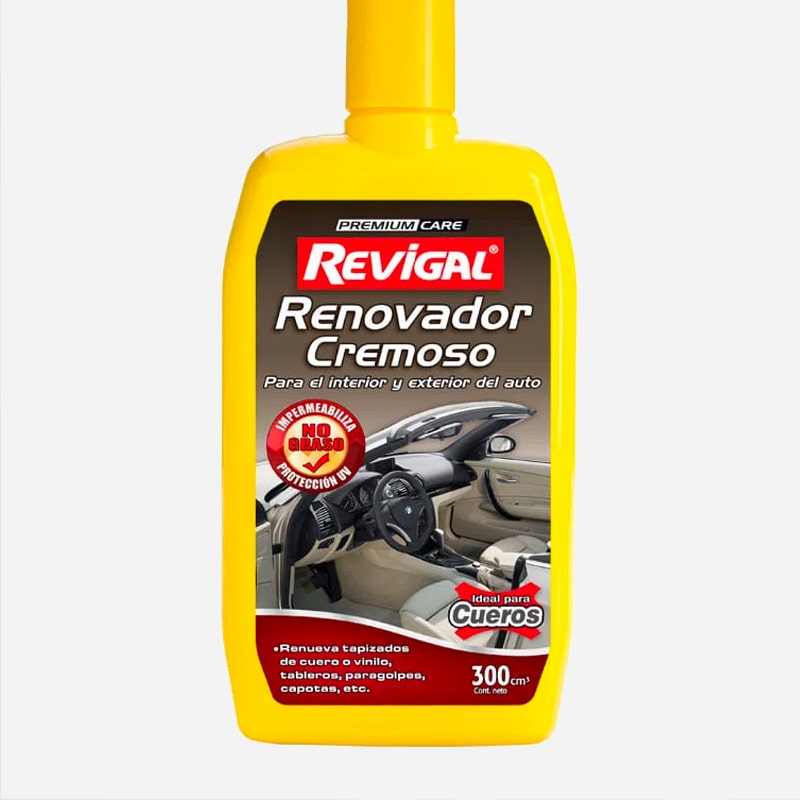 PREMIUM CARE
REVIGAL®
Renovador
Cremoso
Para el interior y exterior del auto
IMPERMEABILIZA
NO
GRASO
PROTECCIÓN UV
Ideal para
Cueros
•Renueva tapizados
de cuero o vinilo,
tableros, paragolpes,
capotas, etc.
300cm³
Cont. neto